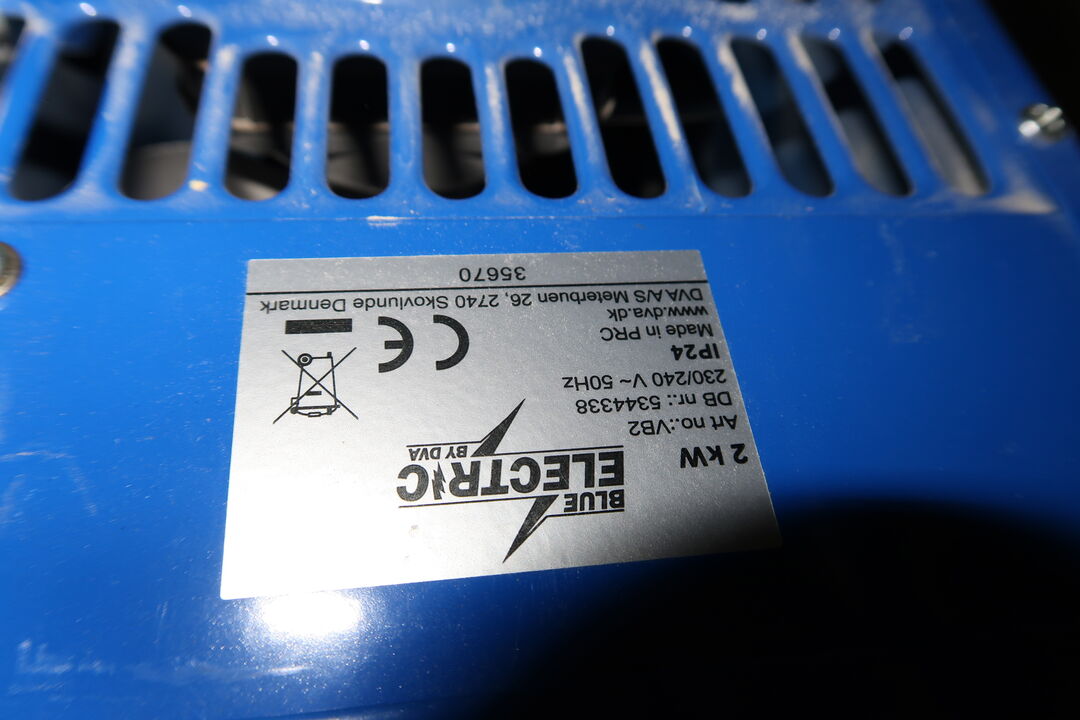 BLUE
ELECTRIC
BY DVA
2 kW
Art no.:VB2
DB nr.: 5344338
230/240 V~ 50Hz
IP24
Made in PRC
www.dva.dk
DVA A/S Meterbuen 26, 2740 Skovlunde Denmark
CE
35670